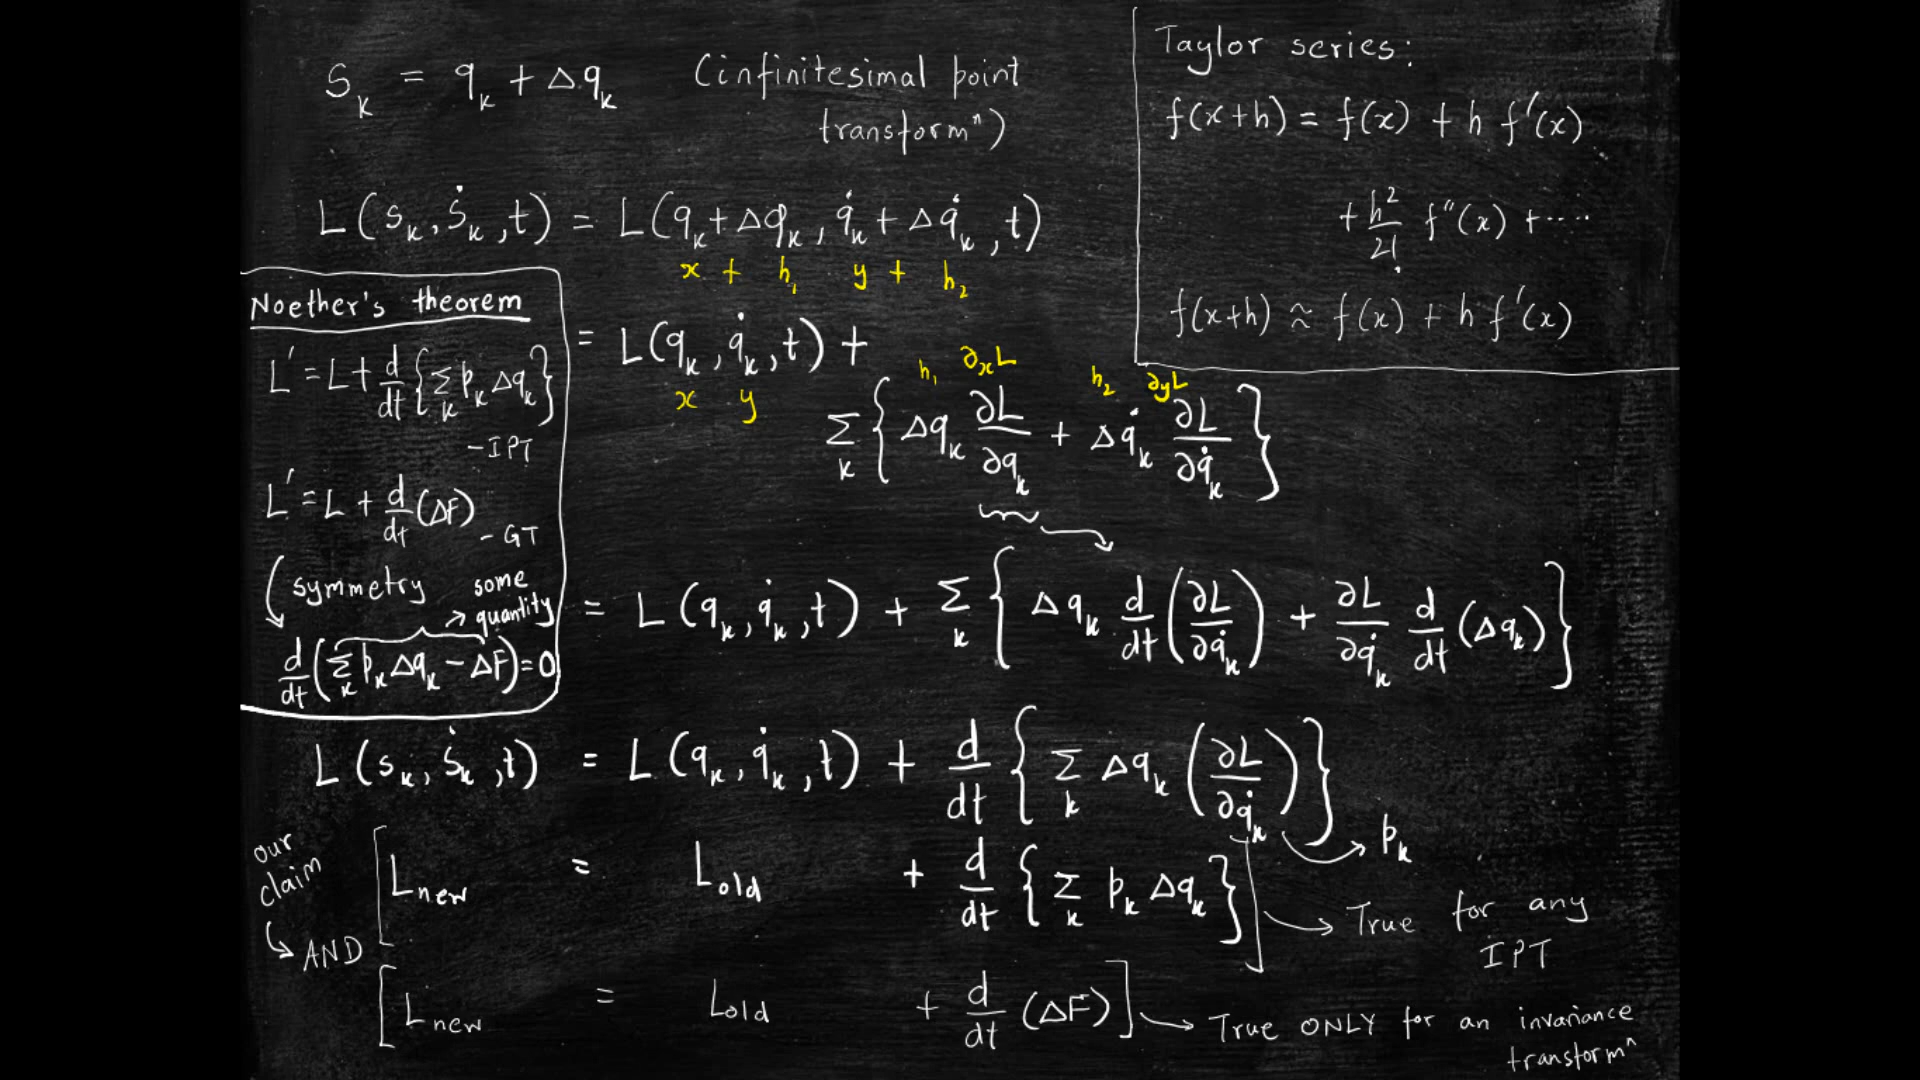 S_k = q_k + Δq_k (infinitesimal point
transformⁿ)
L(s_k, ṡ_k, t) = L(q_k + Δq_k, q̇_k + Δq̇_k, t)
x + h₁ y + h₂
= L(q_k, q̇_k, t) +
x y
h₁ ∂ₓL h₂ ∂yL
Σ_k { Δq_k ∂L/∂q_k + Δq̇_k ∂L/∂q̇_k }
= L(q_k, q̇_k, t) + Σ_k { Δq_k d/dt (∂L/∂q̇_k) + ∂L/∂q̇_k d/dt (Δq_k) }
Taylor series:
f(x+h) = f(x) + h f'(x)
+ h²/2! f''(x) + ....
f(x+h) ≈ f(x) + h f'(x)
Noether's theorem
L' = L + d/dt { Σ_k p_k Δq_k }
- IPT
L' = L + d/dt (ΔF)
- GT
symmetry → some
quantity
d/dt ( Σ_k p_k Δq_k - ΔF ) = 0
L(s_k, ṡ_k, t) = L(q_k, q̇_k, t) + d/dt { Σ_k Δq_k (∂L/∂q̇_k) }
→ p_k
our
claim
↳ AND
[ L_new = L_old + d/dt { Σ_k p_k Δq_k } ] → True for any
IPT
[ L_new = L_old + d/dt (ΔF) ] → True ONLY for an invariance
transformⁿ